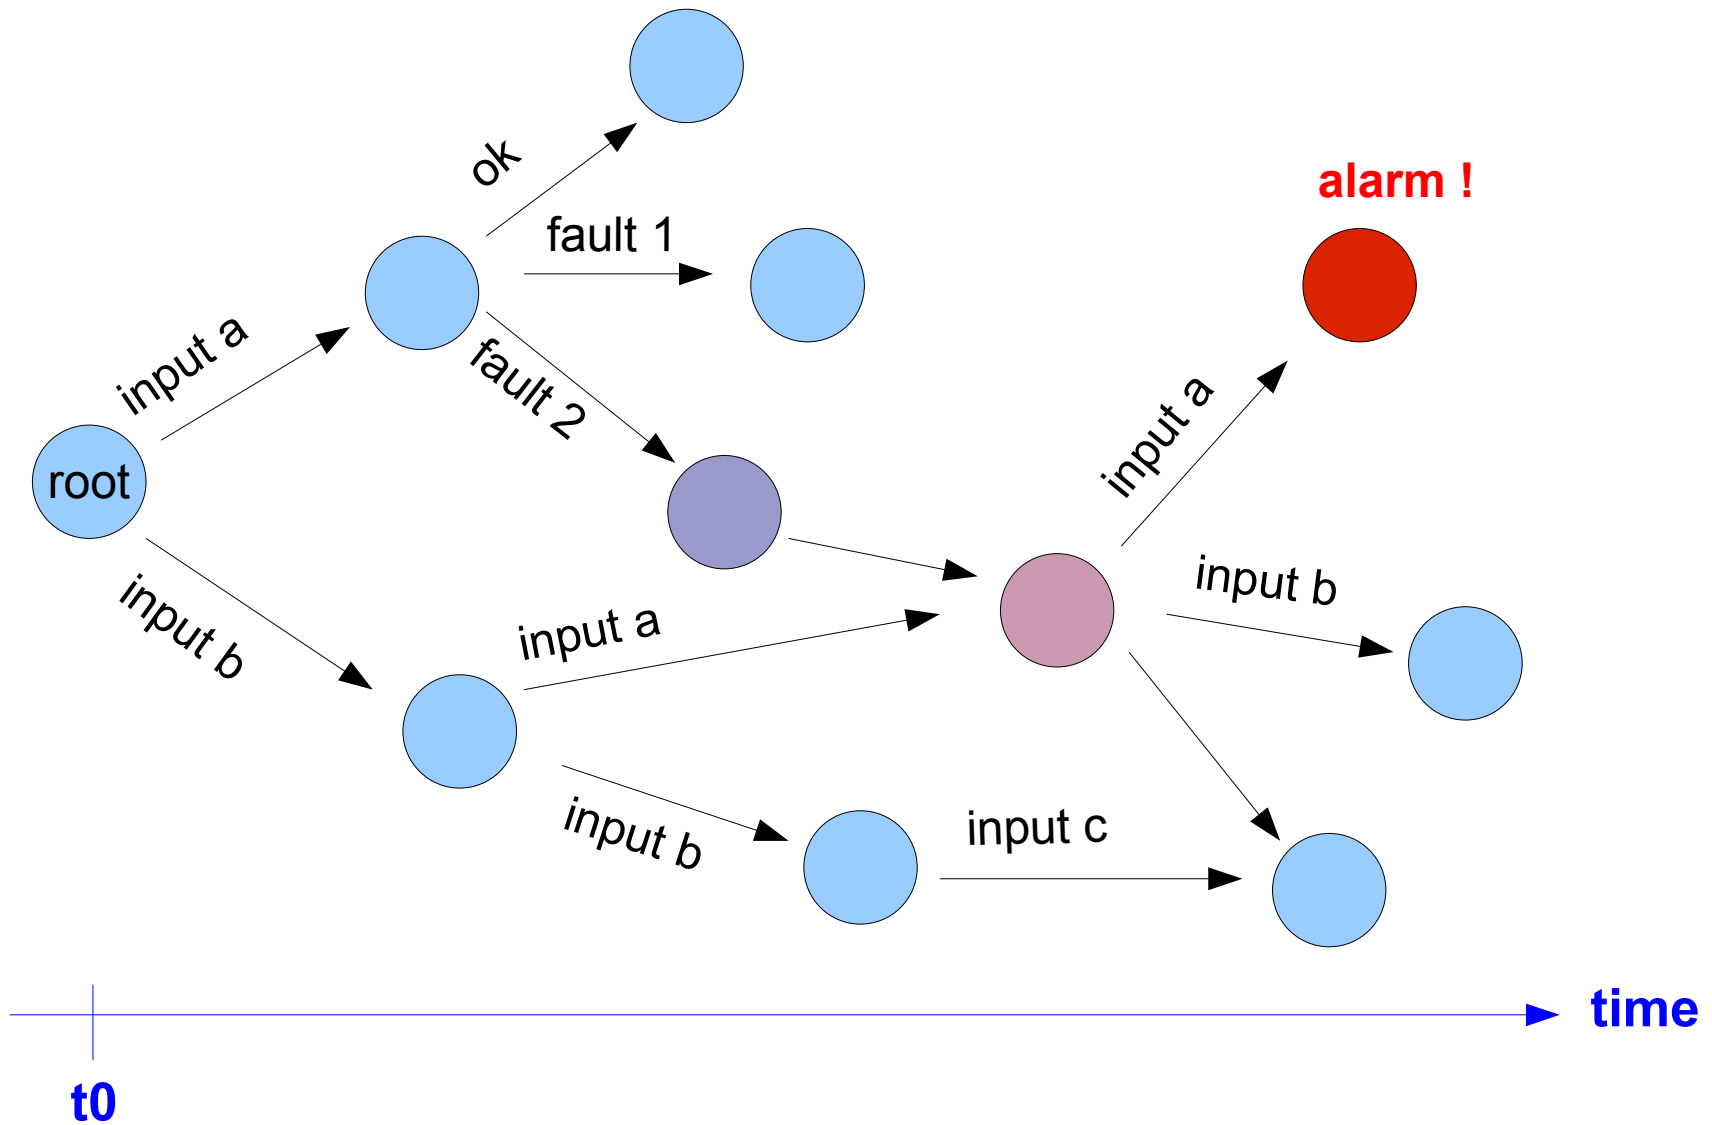 ok
alarm !
fault 1
input a
fault 2
input a
root
input b
input b
input a
input b
input c
time
t0